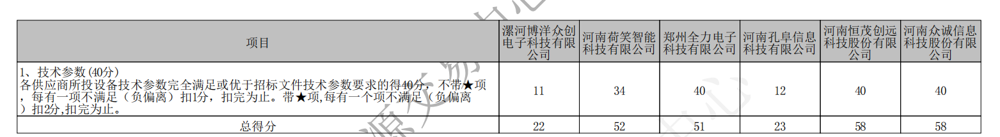 项目
漯河博洋众创
电子科技有限
公司
河南荷笑智能
科技有限公司
郑州全力电子
科技有限公司
河南孔阜信息
科技有限公司
河南恒茂创远
科技股份有限
公司
河南众诚信息
科技股份有限
公司
1、技术参数(40分)
各供应商所投设备技术参数完全满足或优于招标文件技术参数要求的得40分，不带★项
，每有一项不满足（负偏离）扣1分，扣完为止。带★项,每有一个项不满足（负偏离
）扣2分,扣完为止。
11
34
40
12
40
40
总得分
22
52
51
23
58
58
源交易中心
中心